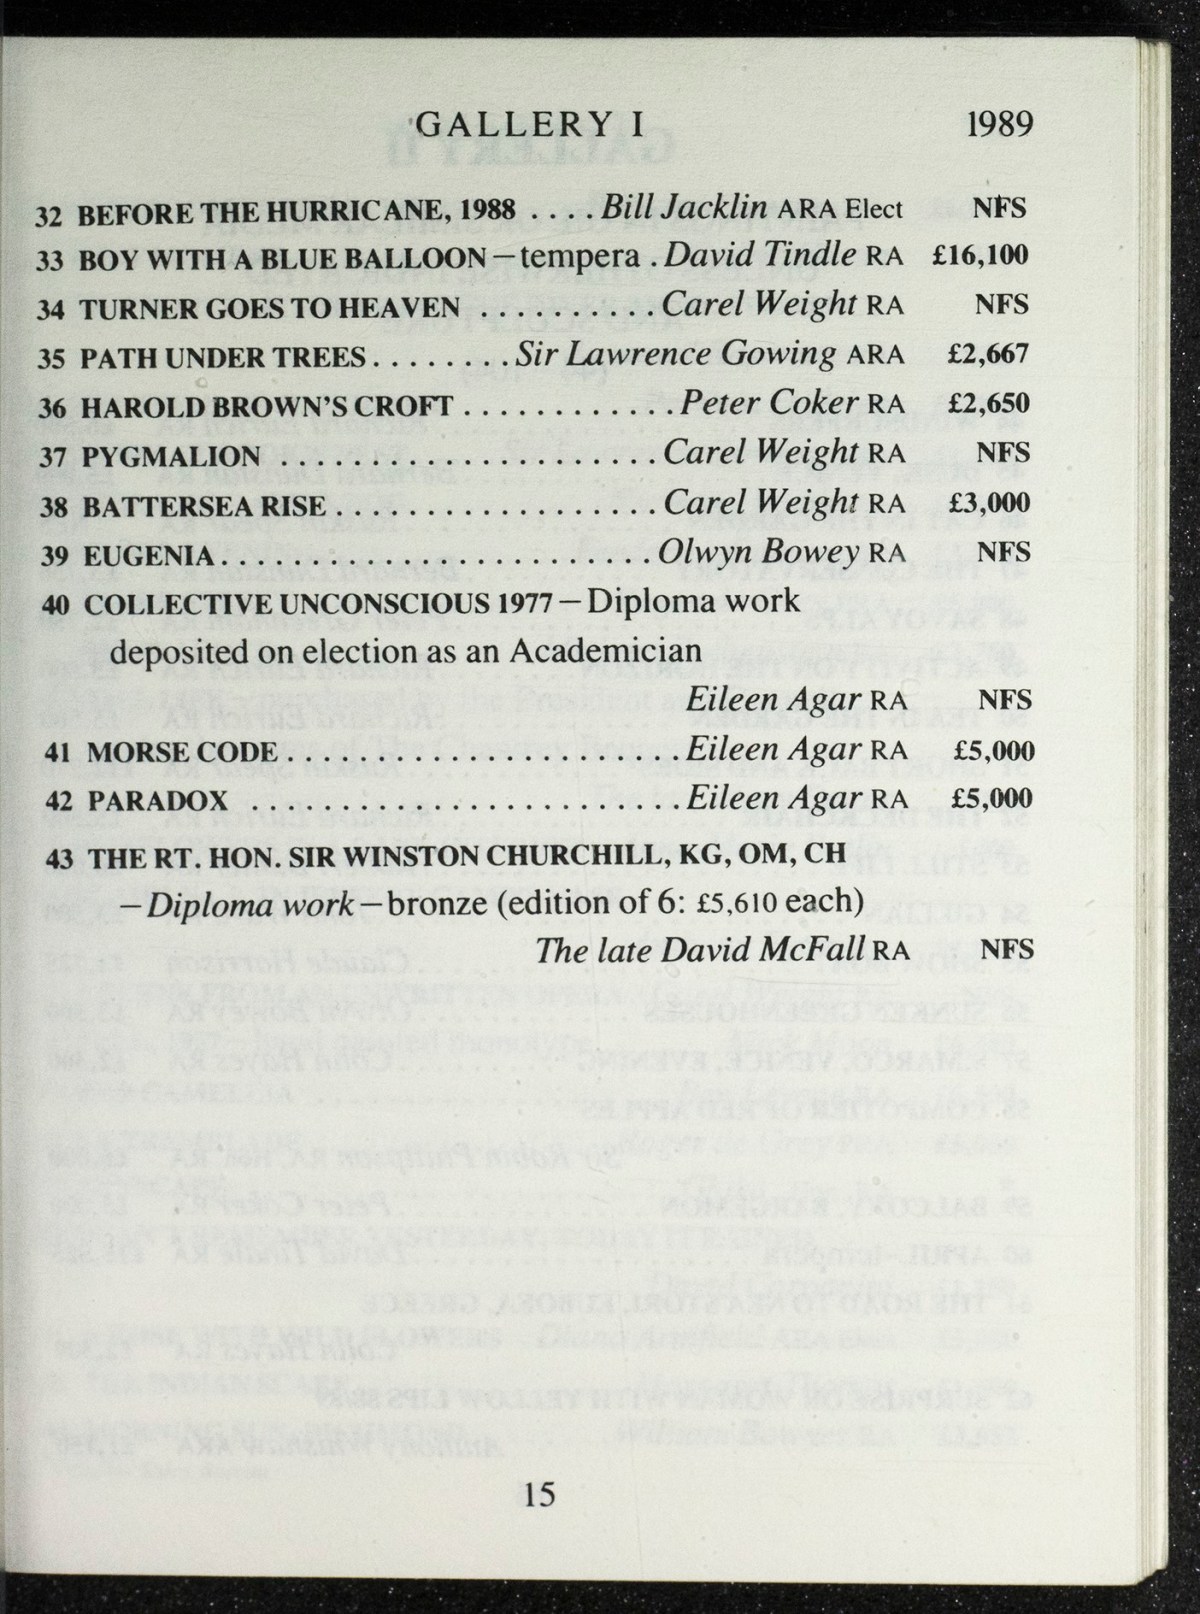 GALLERY I 1989
32 BEFORE THE HURRICANE, 1988 .... Bill Jacklin ARA Elect NFS
33 BOY WITH A BLUE BALLOON—tempera . David Tindle RA £16,100
34 TURNER GOES TO HEAVEN .......... Carel Weight RA NFS
35 PATH UNDER TREES........ Sir Lawrence Gowing ARA £2,667
36 HAROLD BROWN'S CROFT............ Peter Coker RA £2,650
37 PYGMALION ...................... Carel Weight RA NFS
38 BATTERSEA RISE................... Carel Weight RA £3,000
39 EUGENIA......................... Olwyn Bowey RA NFS
40 COLLECTIVE UNCONSCIOUS 1977—Diploma work
deposited on election as an Academician
Eileen Agar RA NFS
41 MORSE CODE....................... Eileen Agar RA £5,000
42 PARADOX ......................... Eileen Agar RA £5,000
43 THE RT. HON. SIR WINSTON CHURCHILL, KG, OM, CH
—Diploma work—bronze (edition of 6: £5,610 each)
The late David McFall RA NFS
15